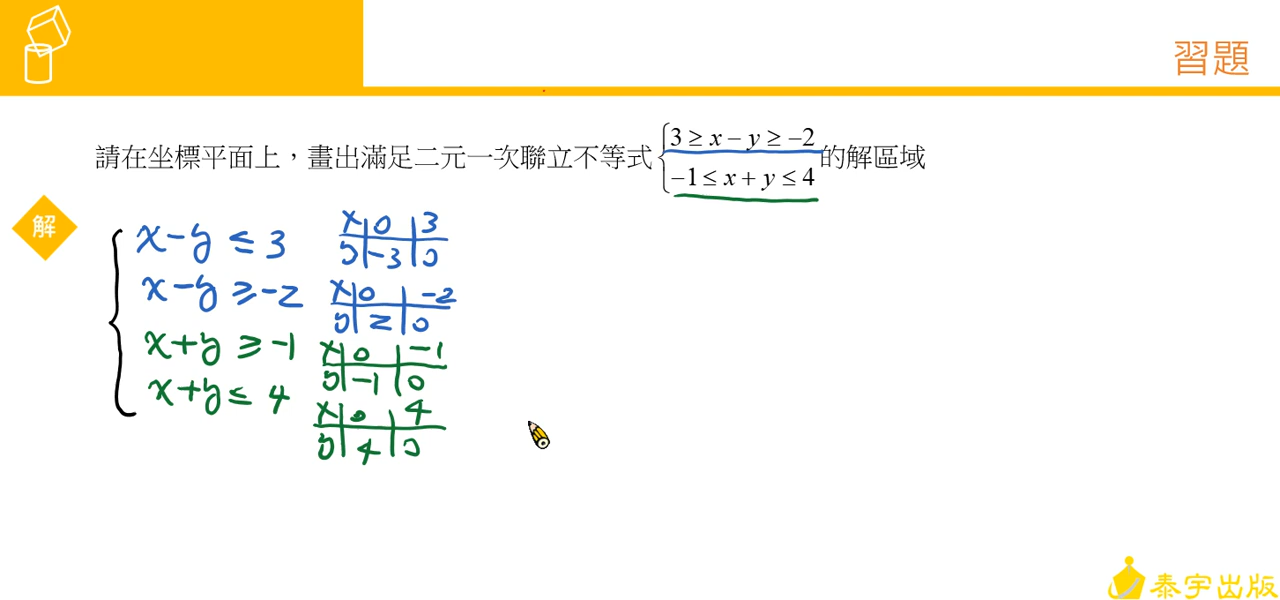 習題
請在坐標平面上,畫出滿足二元一次聯立不等式 { 3 ≥ x − y ≥ −2
−1 ≤ x + y ≤ 4 的解區域
解
x−y ≤ 3
x 0 3
y −3 0
x−y ≥ −2
x 0 −2
y 2 0
x+y ≥ −1
x 0 −1
y −1 0
x+y ≤ 4
x 0 4
y 4 0
泰宇出版